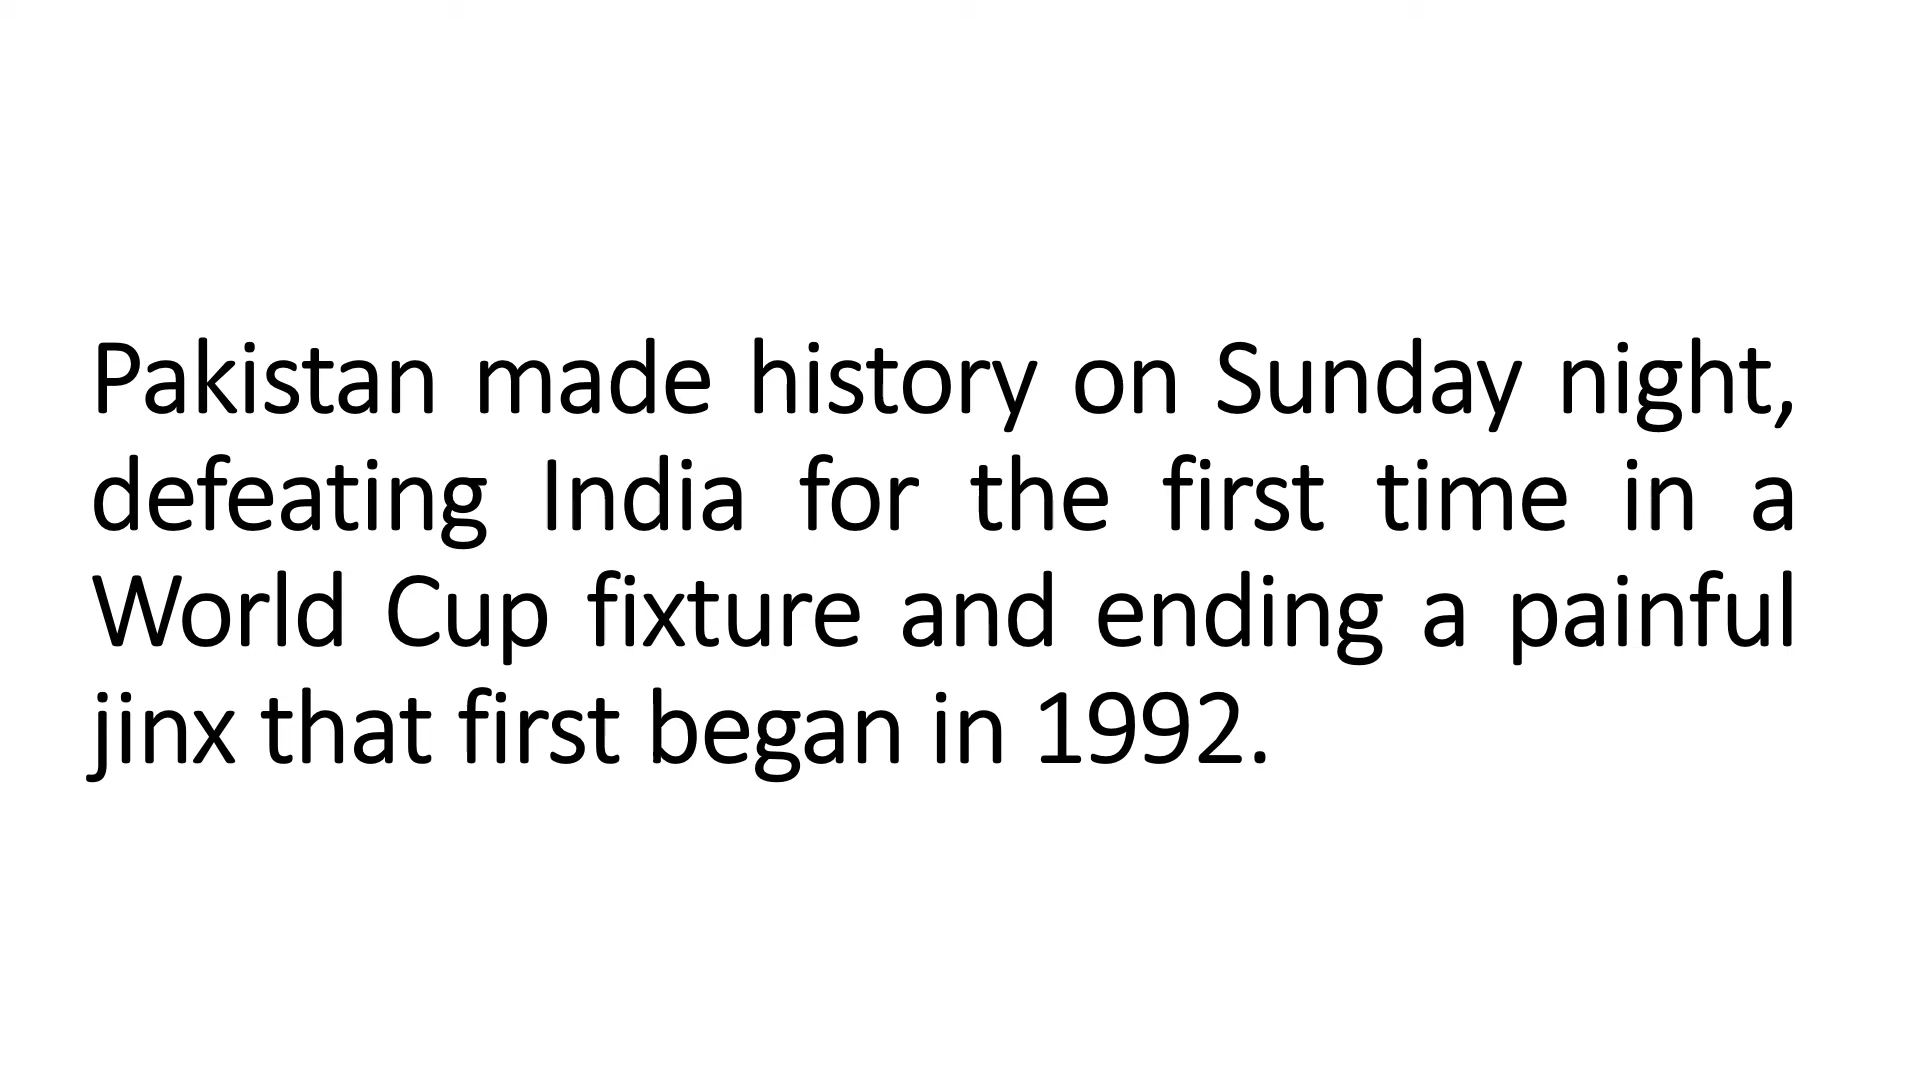 Pakistan made history on Sunday night,
defeating India for the first time in a
World Cup fixture and ending a painful
jinx that first began in 1992.